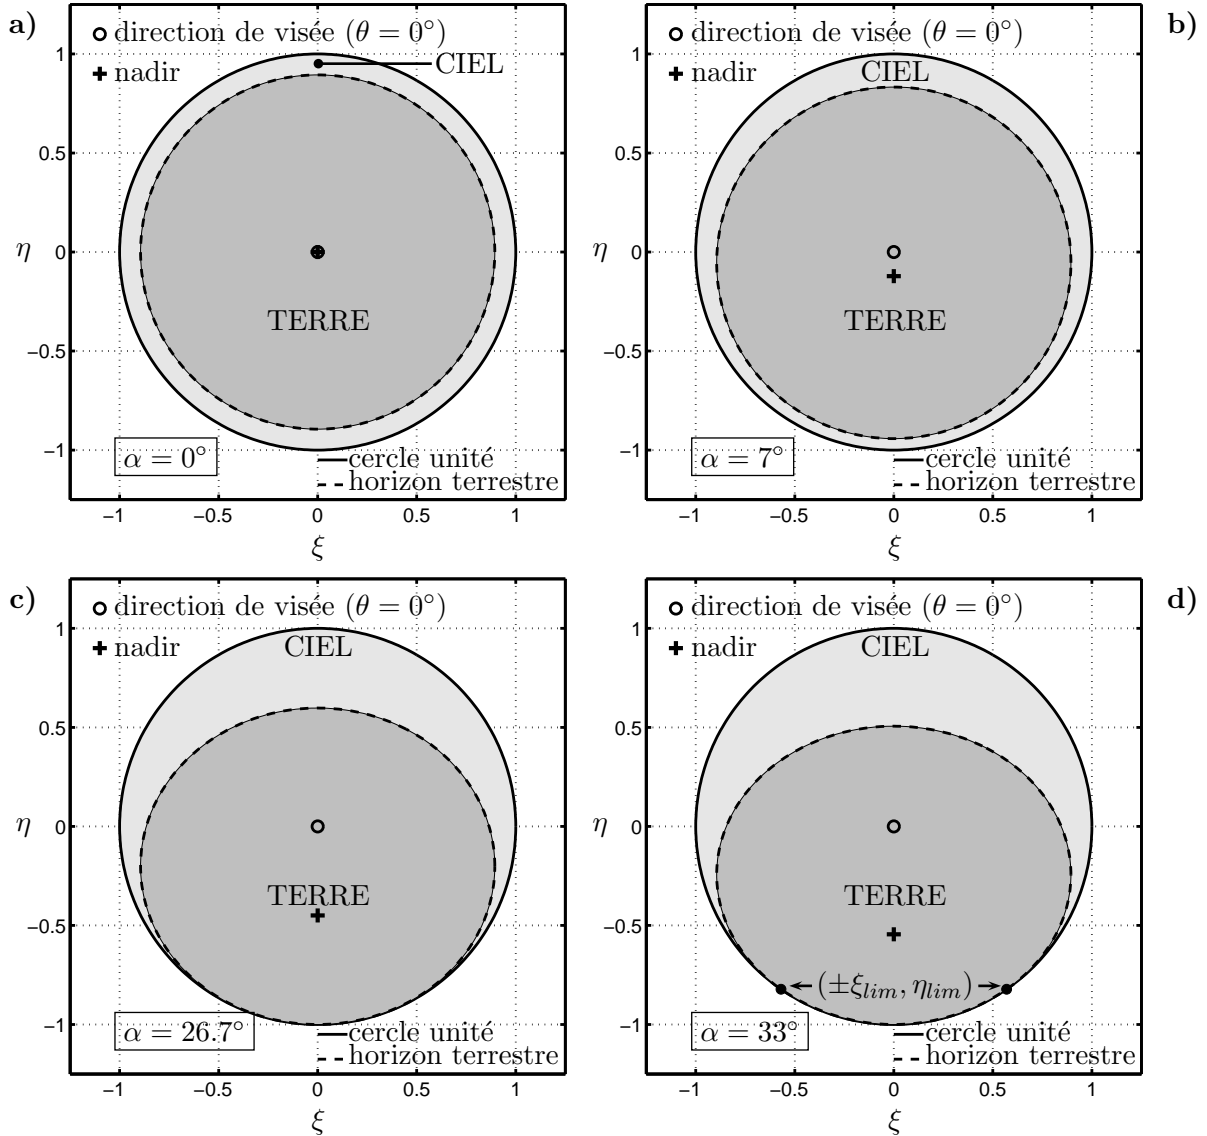 a)
direction de visée (θ = 0°)
nadir
CIEL
TERRE
α = 0°
cercle unité
horizon terrestre
1
0.5
0
−0.5
−1
η
−1
−0.5
0
0.5
1
ξ
b)
direction de visée (θ = 0°)
nadir
CIEL
TERRE
α = 7°
cercle unité
horizon terrestre
1
0.5
0
−0.5
−1
η
−1
−0.5
0
0.5
1
ξ
c)
direction de visée (θ = 0°)
nadir
CIEL
TERRE
α = 26.7°
cercle unité
horizon terrestre
1
0.5
0
−0.5
−1
η
−1
−0.5
0
0.5
1
ξ
d)
direction de visée (θ = 0°)
nadir
CIEL
TERRE
(±ξlim, ηlim)
α = 33°
cercle unité
horizon terrestre
1
0.5
0
−0.5
−1
η
−1
−0.5
0
0.5
1
ξ